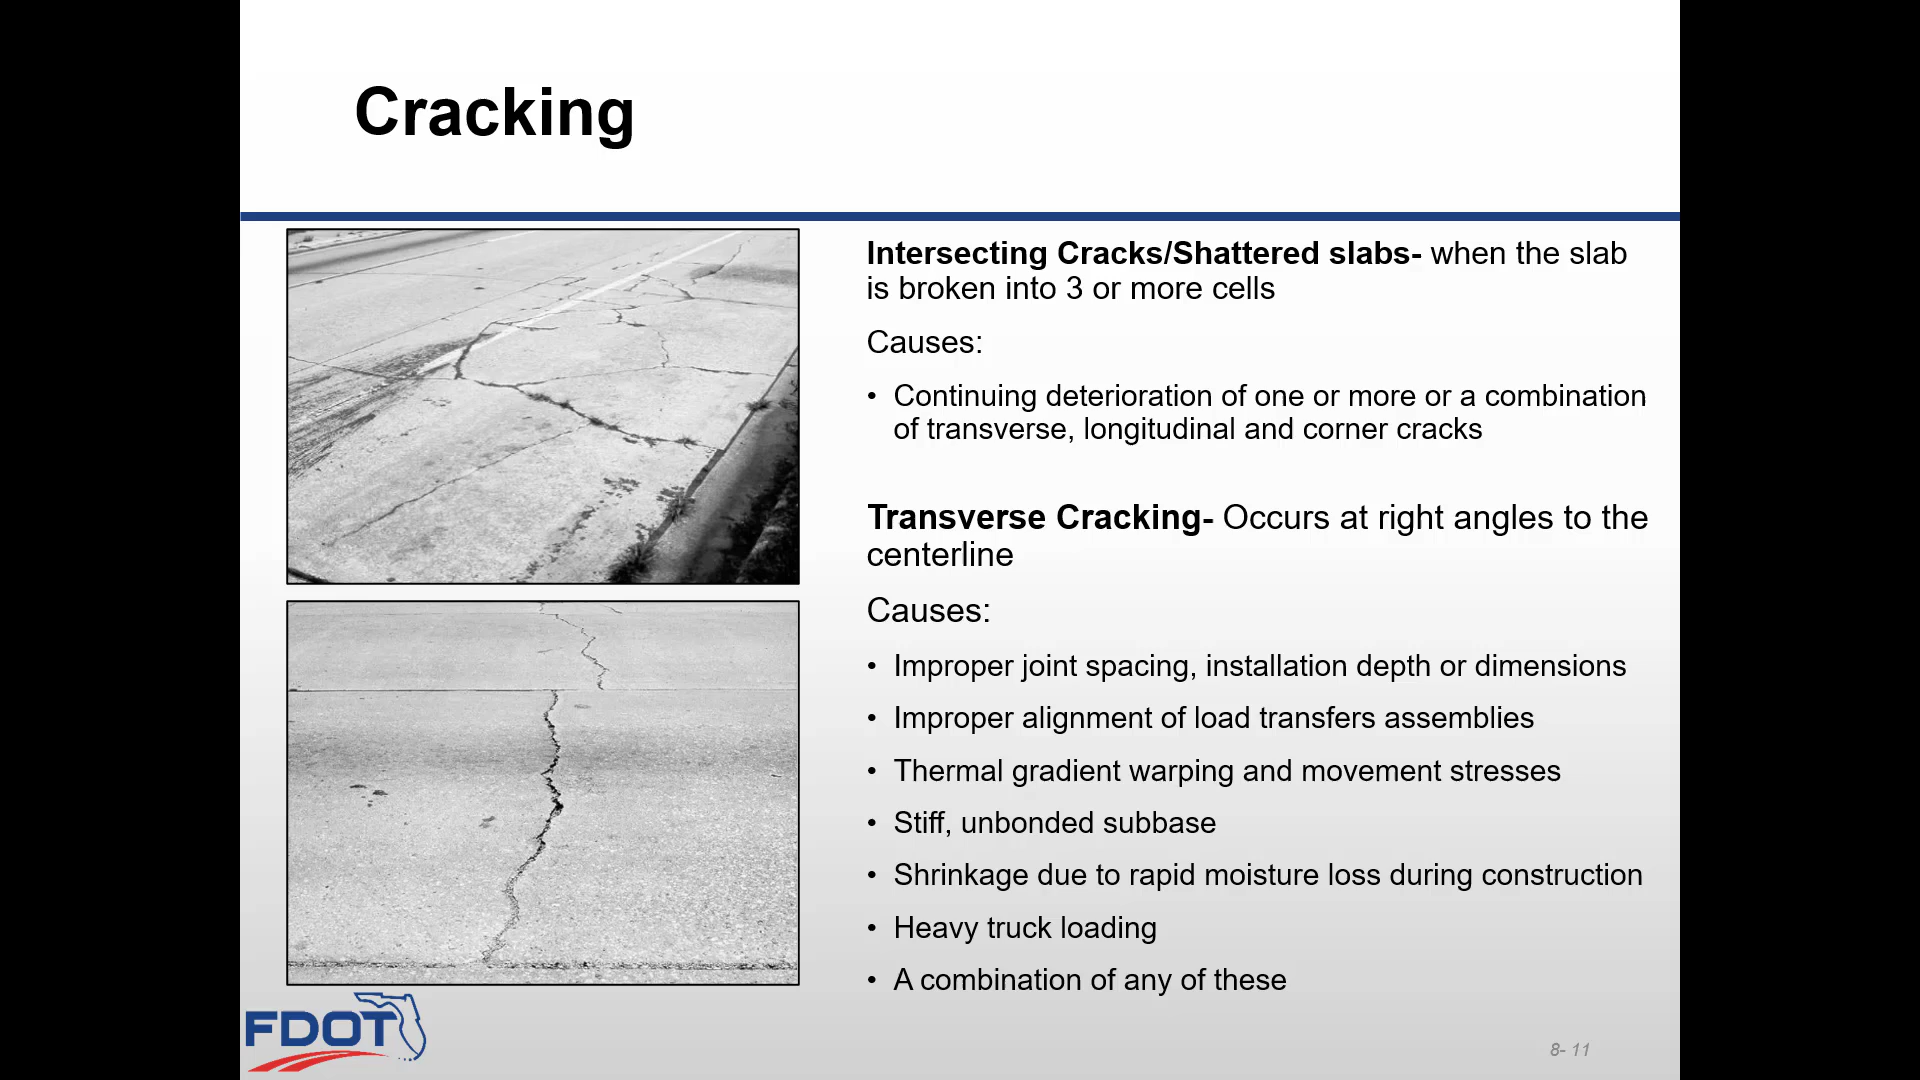 Cracking
Intersecting Cracks/Shattered slabs- when the slab
is broken into 3 or more cells
Causes:
• Continuing deterioration of one or more or a combination
of transverse, longitudinal and corner cracks
Transverse Cracking- Occurs at right angles to the
centerline
Causes:
• Improper joint spacing, installation depth or dimensions
• Improper alignment of load transfers assemblies
• Thermal gradient warping and movement stresses
• Stiff, unbonded subbase
• Shrinkage due to rapid moisture loss during construction
• Heavy truck loading
• A combination of any of these
FDOT
8- 11